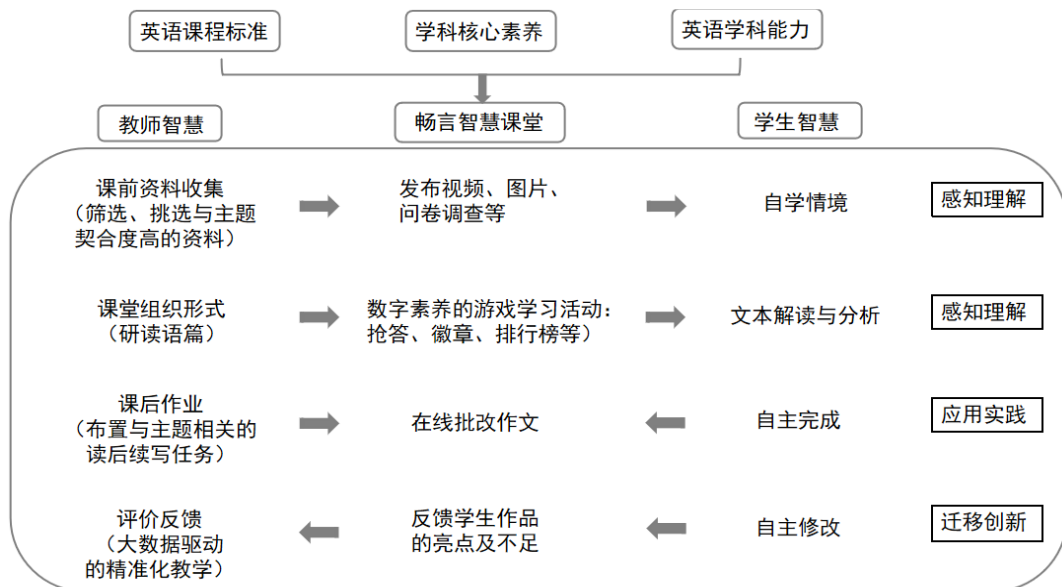 英语课程标准
学科核心素养
英语学科能力
教师智慧
畅言智慧课堂
学生智慧
课前资料收集
（筛选、挑选与主题
契合度高的资料）
发布视频、图片、
问卷调查等
自学情境
感知理解
课堂组织形式
（研读语篇）
数字素养的游戏学习活动：
抢答、徽章、排行榜等）
文本解读与分析
感知理解
课后作业
（布置与主题相关的
读后续写任务）
在线批改作文
自主完成
应用实践
评价反馈
（大数据驱动
的精准化教学）
反馈学生作品
的亮点及不足
自主修改
迁移创新